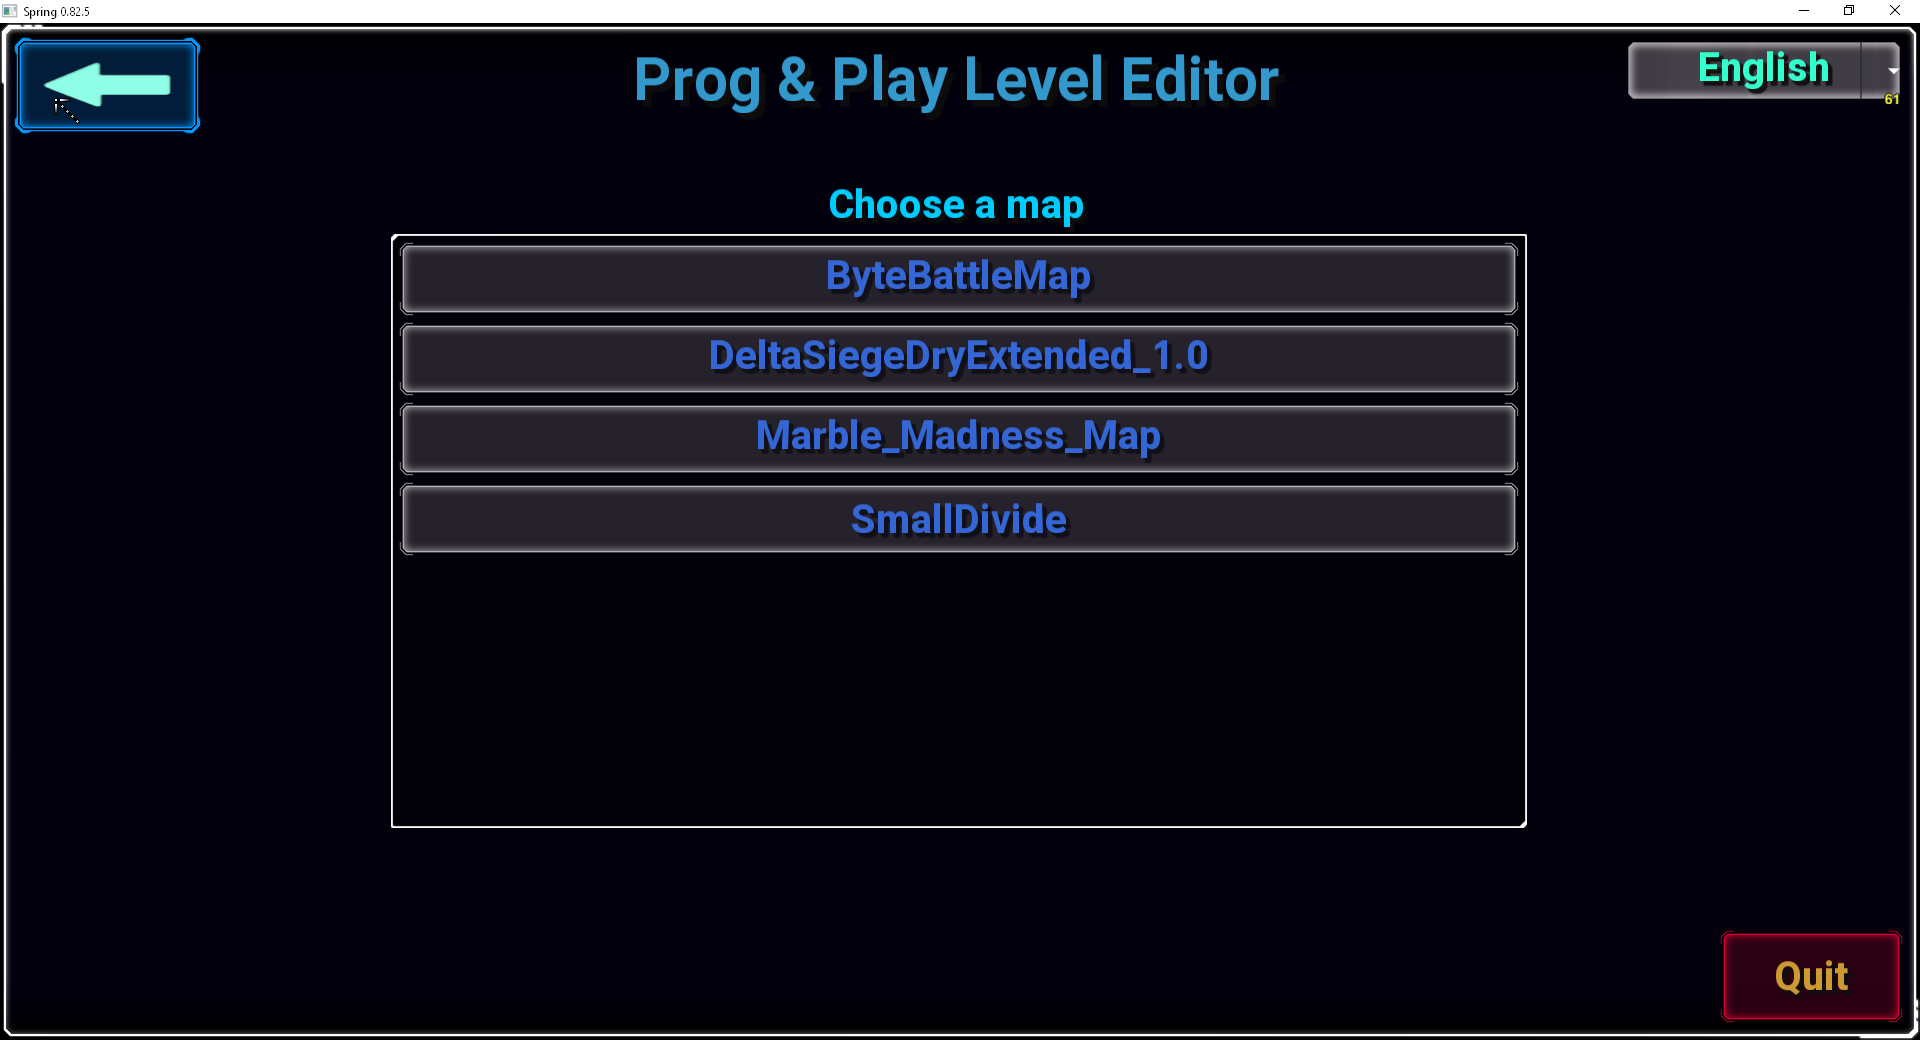 Spring 0.82.5
Prog & Play Level Editor
English
61
Choose a map
ByteBattleMap
DeltaSiegeDryExtended_1.0
Marble_Madness_Map
SmallDivide
Quit